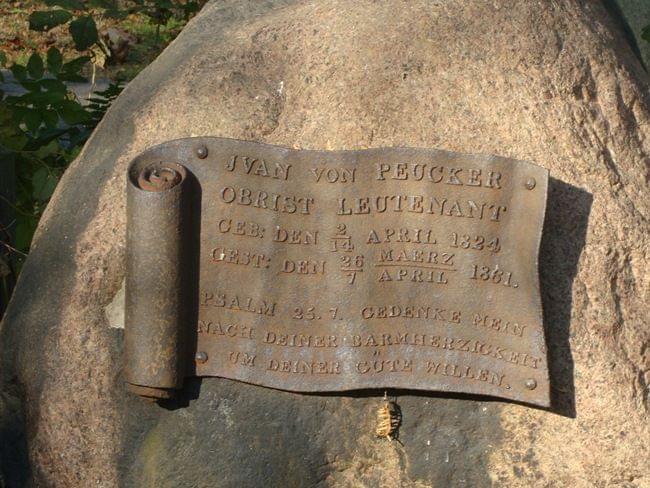 JVAN VON PEUCKER
OBRIST LEUTENANT
GEB: DEN 2/14 APRIL 1824
GEST: DEN 26/7 MAERZ/APRIL 1861.
PSALM 25.7. GEDENKE MEIN
NACH DEINER BARMHERZIGKEIT
UM DEINER GÜTE WILLEN.